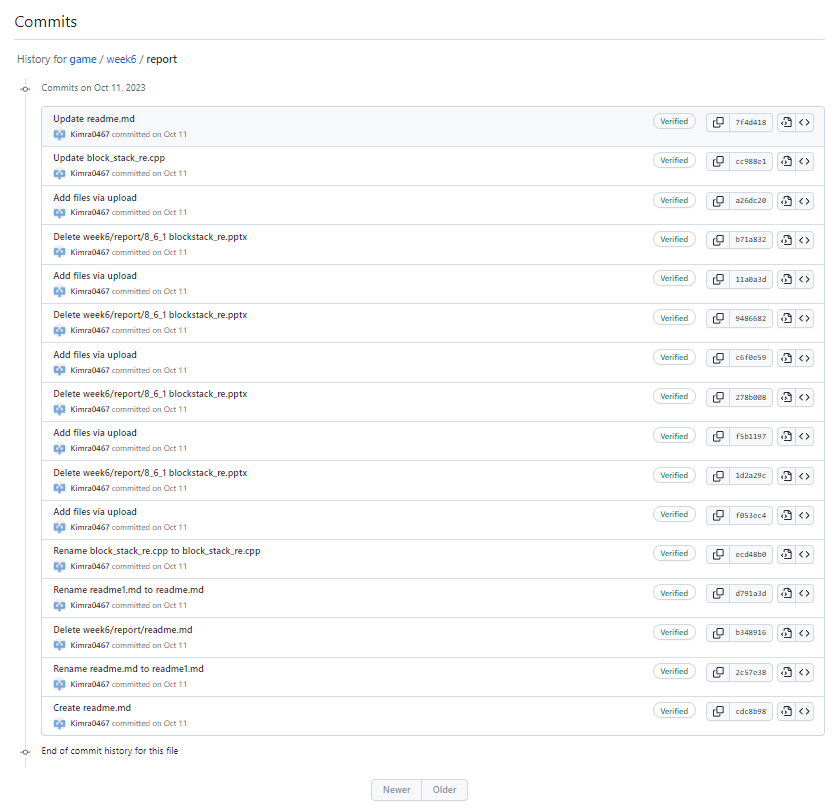 Commits
History for game / week6 / report
Commits on Oct 11, 2023
Update readme.md
Kimra0467 committed on Oct 11
Verified
7f4d418
Update block_stack_re.cpp
Kimra0467 committed on Oct 11
Verified
cc988e1
Add files via upload
Kimra0467 committed on Oct 11
Verified
a26dc20
Delete week6/report/8_6_1 blockstack_re.pptx
Kimra0467 committed on Oct 11
Verified
b71a832
Add files via upload
Kimra0467 committed on Oct 11
Verified
11a0a3d
Delete week6/report/8_6_1 blockstack_re.pptx
Kimra0467 committed on Oct 11
Verified
9486682
Add files via upload
Kimra0467 committed on Oct 11
Verified
c6f0e59
Delete week6/report/8_6_1 blockstack_re.pptx
Kimra0467 committed on Oct 11
Verified
278b008
Add files via upload
Kimra0467 committed on Oct 11
Verified
f5b1197
Delete week6/report/8_6_1 blockstack_re.pptx
Kimra0467 committed on Oct 11
Verified
1d2a29c
Add files via upload
Kimra0467 committed on Oct 11
Verified
f053ec4
Rename block_stack_re.cpp to block_stack_re.cpp
Kimra0467 committed on Oct 11
Verified
ecd48b0
Rename readme1.md to readme.md
Kimra0467 committed on Oct 11
Verified
d791a3d
Delete week6/report/readme.md
Kimra0467 committed on Oct 11
Verified
b348916
Rename readme.md to readme1.md
Kimra0467 committed on Oct 11
Verified
2c57e38
Create readme.md
Kimra0467 committed on Oct 11
Verified
cdc8b98
End of commit history for this file
Newer
Older